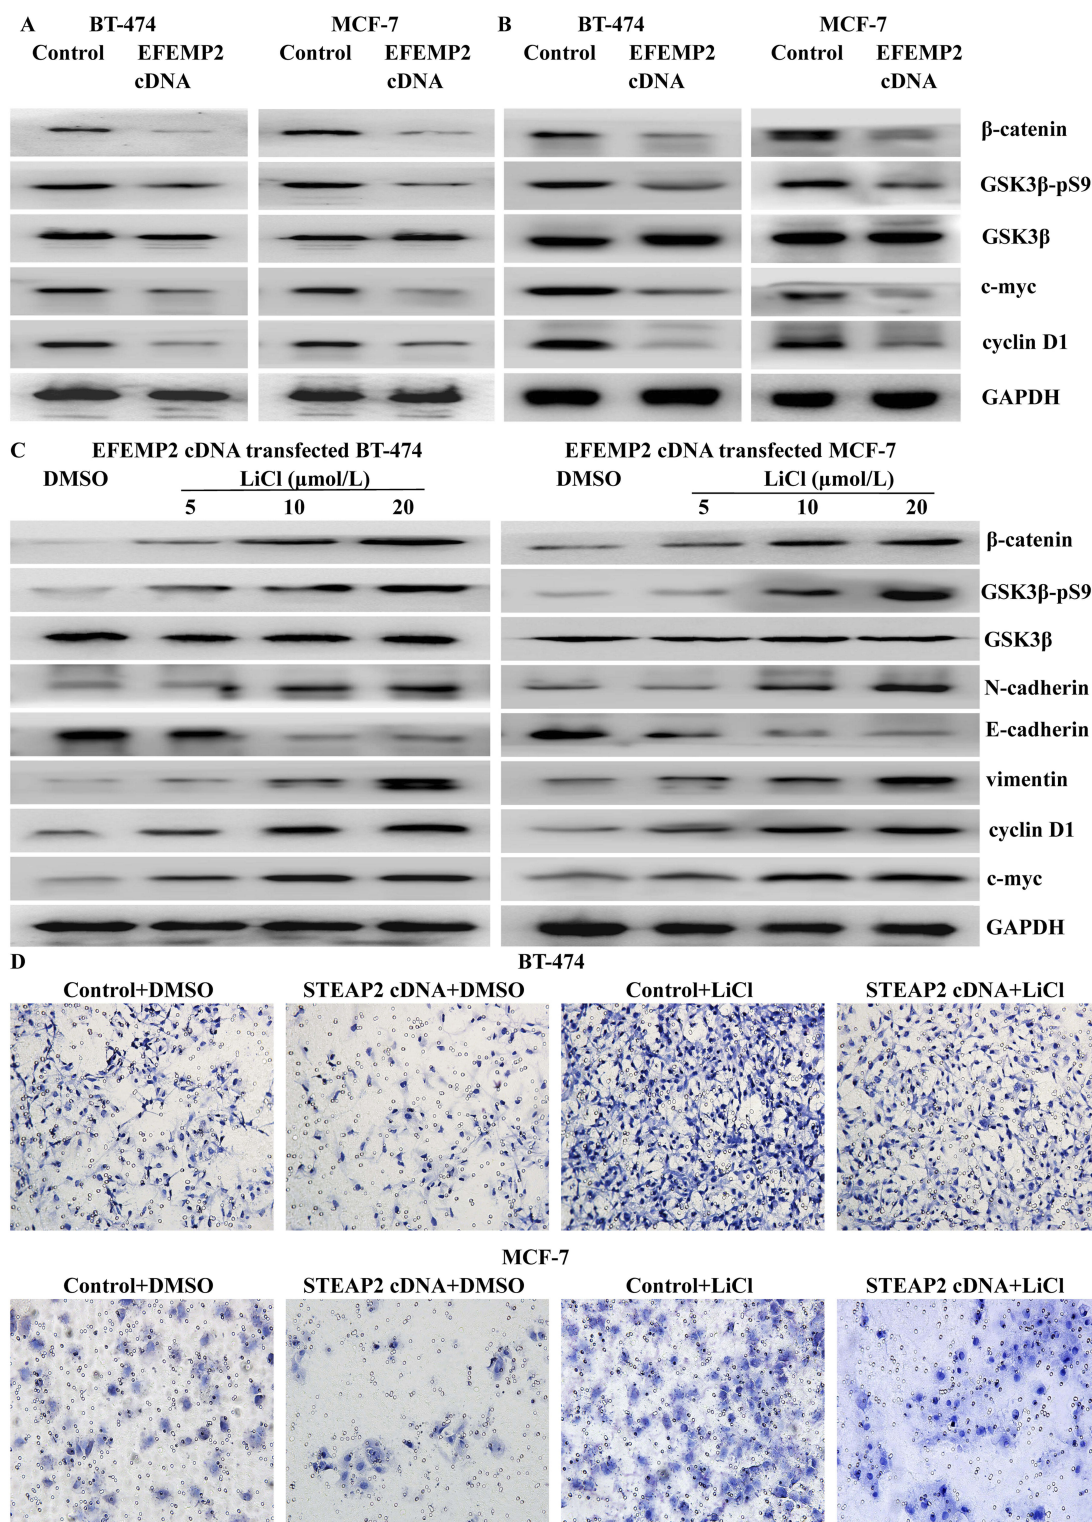 A BT-474 MCF-7 B BT-474 MCF-7
Control EFEMP2 cDNA Control EFEMP2 cDNA Control EFEMP2 cDNA Control EFEMP2 cDNA
β-catenin
GSK3β-pS9
GSK3β
c-myc
cyclin D1
GAPDH
C EFEMP2 cDNA transfected BT-474 EFEMP2 cDNA transfected MCF-7
DMSO LiCl (μmol/L) DMSO LiCl (μmol/L)
5 10 20 5 10 20
β-catenin
GSK3β-pS9
GSK3β
N-cadherin
E-cadherin
vimentin
cyclin D1
c-myc
GAPDH
D BT-474
Control+DMSO STEAP2 cDNA+DMSO Control+LiCl STEAP2 cDNA+LiCl
MCF-7
Control+DMSO STEAP2 cDNA+DMSO Control+LiCl STEAP2 cDNA+LiCl